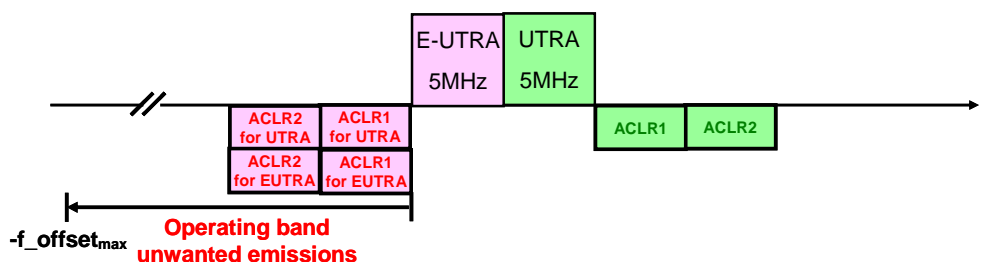 E-UTRA
5MHz
UTRA
5MHz
ACLR2
for UTRA
ACLR1
for UTRA
ACLR1
ACLR2
ACLR2
for EUTRA
ACLR1
for EUTRA
-f_offsetmax
Operating band
unwanted emissions